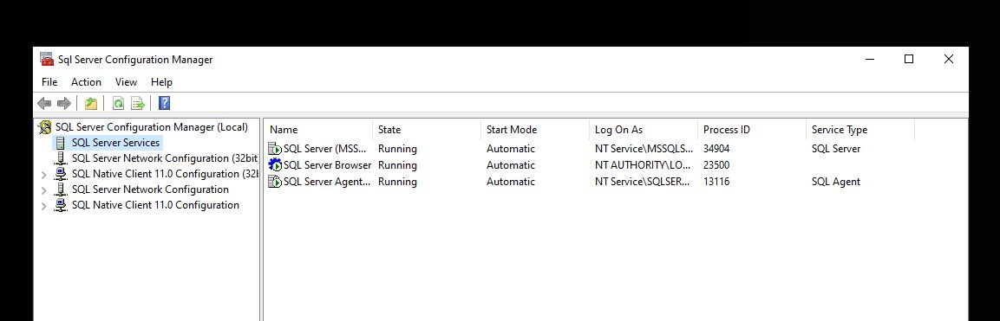 Sql Server Configuration Manager
File Action View Help
SQL Server Configuration Manager (Local)
SQL Server Services
SQL Server Network Configuration (32bit
SQL Native Client 11.0 Configuration (32
SQL Server Network Configuration
SQL Native Client 11.0 Configuration
Name State Start Mode Log On As Process ID Service Type
SQL Server (MSS... Running Automatic NT Service\MSSQLS... 34904 SQL Server
SQL Server Browser Running Automatic NT AUTHORITY\LO... 23500
SQL Server Agent... Running Automatic NT Service\SQLSER... 13116 SQL Agent